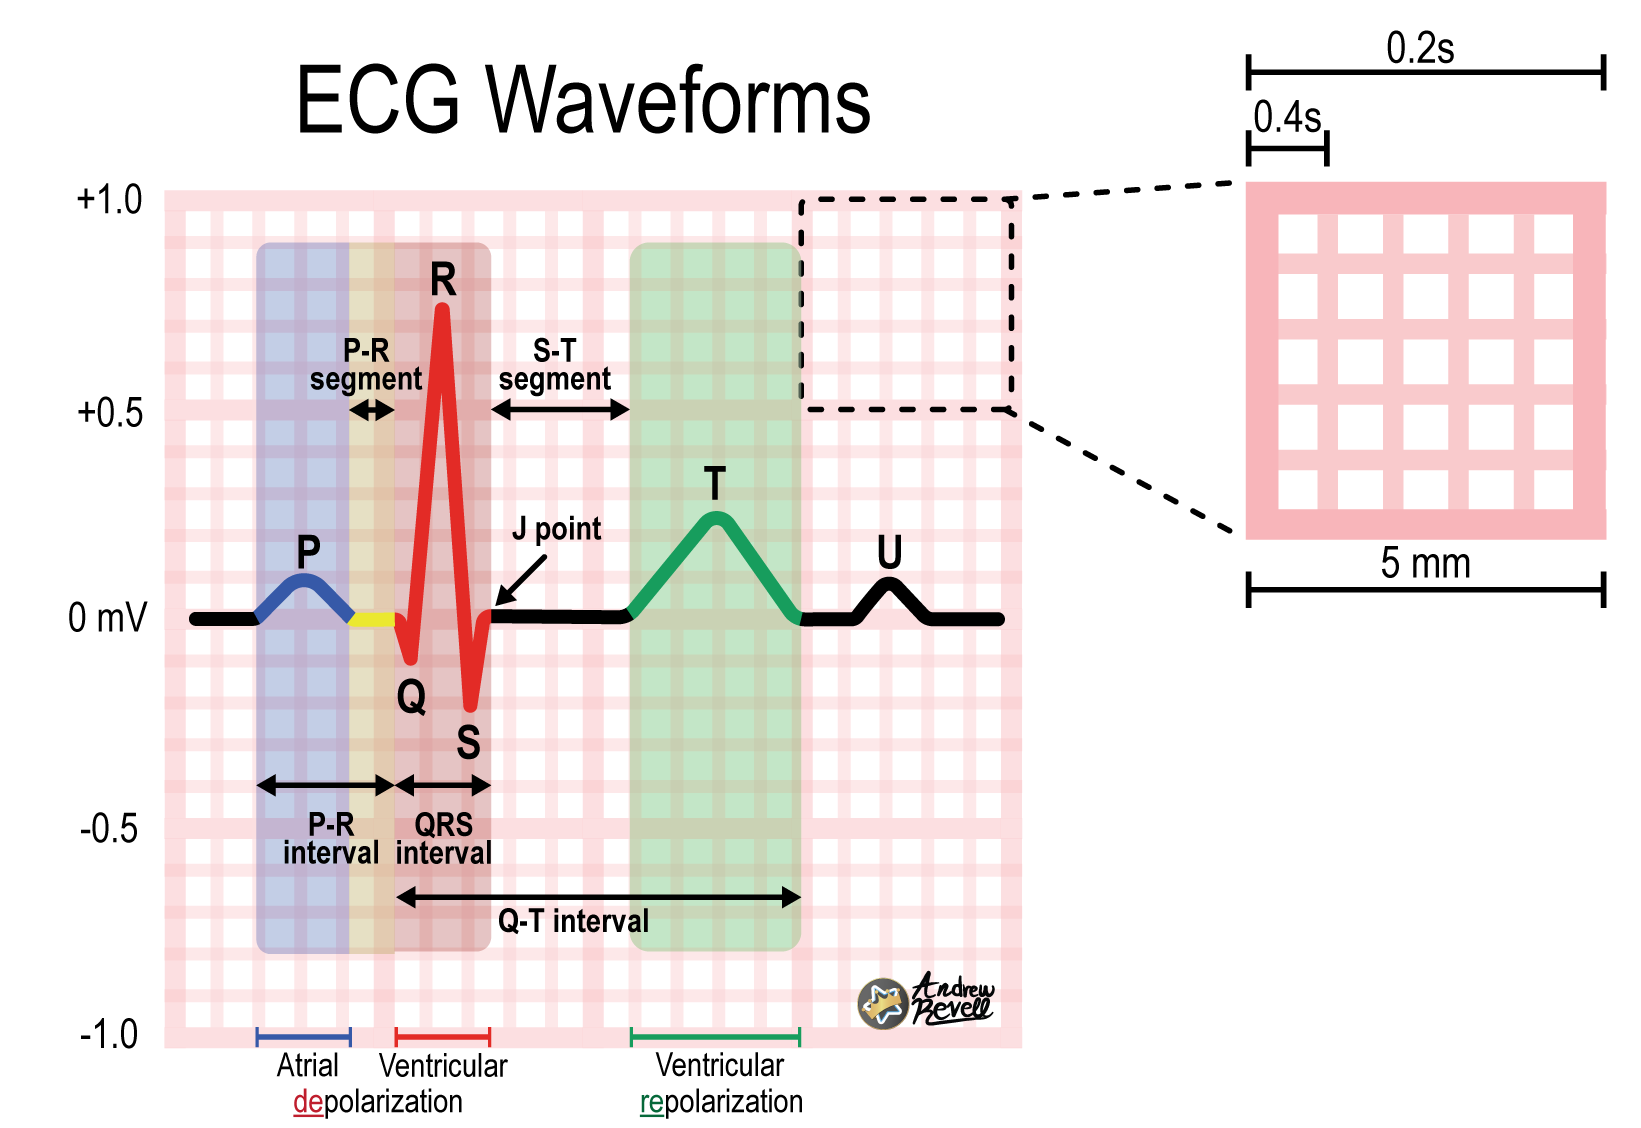 ECG Waveforms
0.2s
0.4s
+1.0
R
P-R
segment
S-T
segment
+0.5
T
J point
P
U
5 mm
0 mV
Q
S
P-R
interval
QRS
interval
-0.5
Q-T interval
Andrew
Revell
-1.0
Atrial
Ventricular
depolarization
Ventricular
repolarization